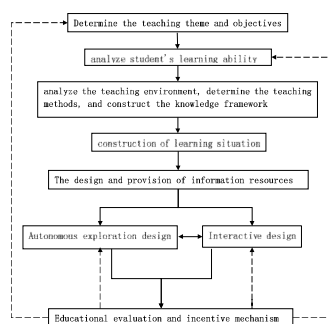 Determine the teaching theme and objectives
analyze student's learning ability
analyze the teaching environment, determine the teaching
methods, and construct the knowledge framework
construction of learning situation
The design and provision of information resources
Autonomous exploration design
Interactive design
Educational evaluation and incentive mechanism